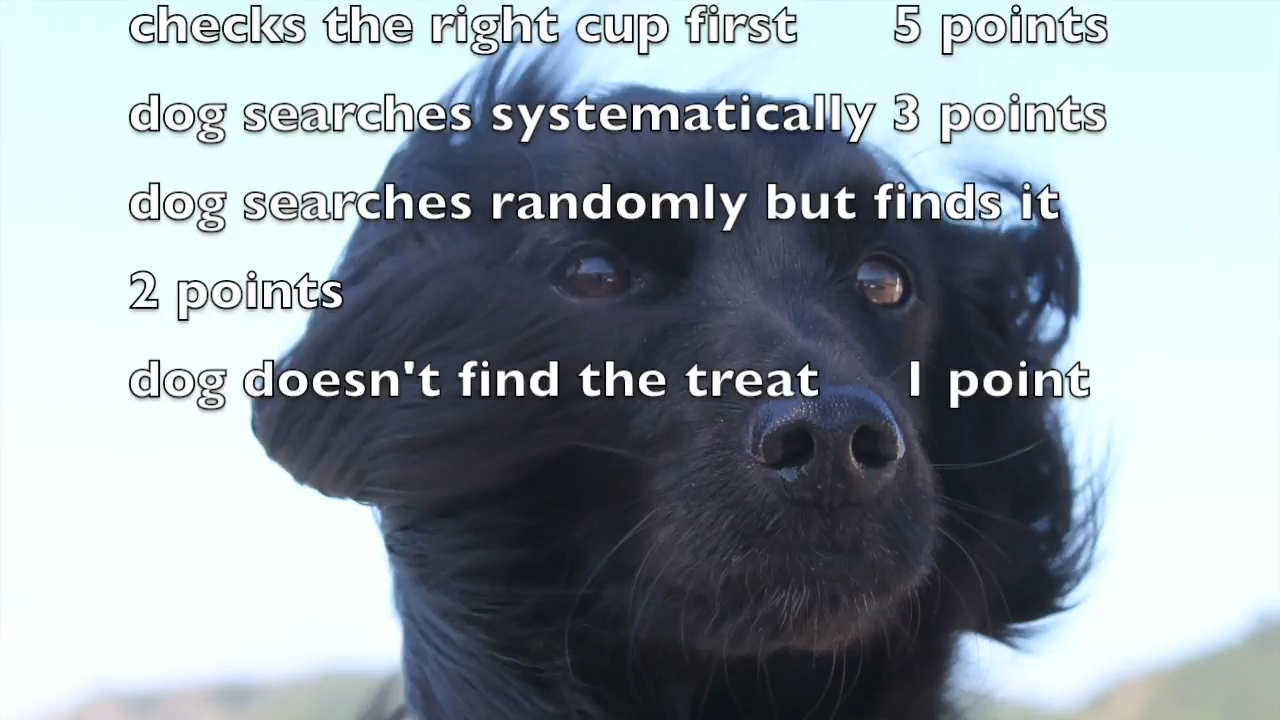 checks the right cup first 5 points
dog searches systematically 3 points
dog searches randomly but finds it
2 points
dog doesn't find the treat 1 point